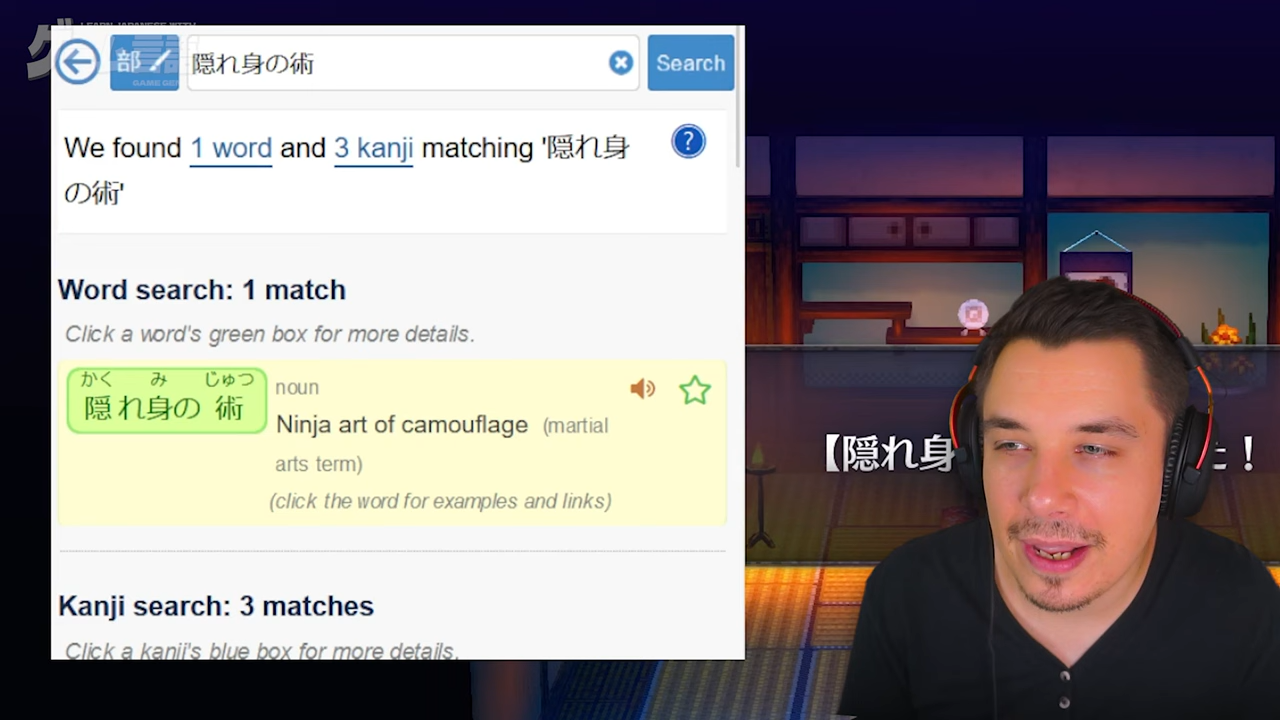 LEARN JAPANESE WITH
部
隠れ身の術
Search
We found 1 word and 3 kanji matching '隠れ身
の術'
?
Word search: 1 match
Click a word's green box for more details.
かく み じゅつ
隠れ身の術
noun
Ninja art of camouflage (martial
arts term)
(click the word for examples and links)
Kanji search: 3 matches
Click a kanji's blue box for more details.
【隠れ身
た！